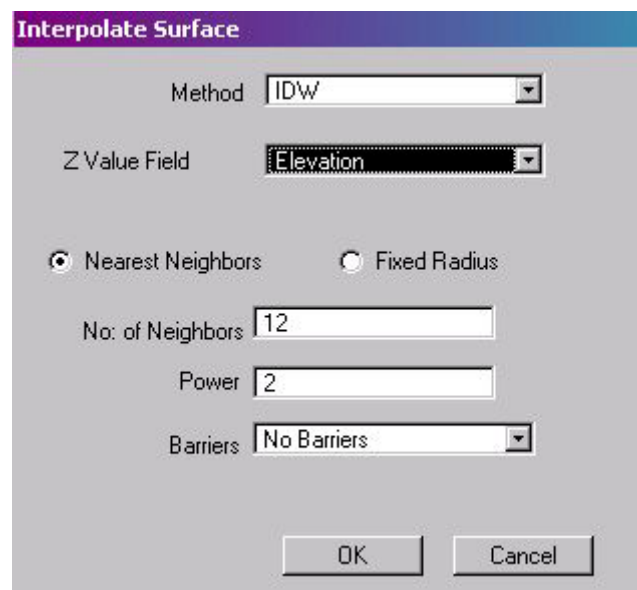 Interpolate Surface
Method IDW
Z Value Field Elevation
Nearest Neighbors Fixed Radius
No: of Neighbors 12
Power 2
Barriers No Barriers
OK Cancel